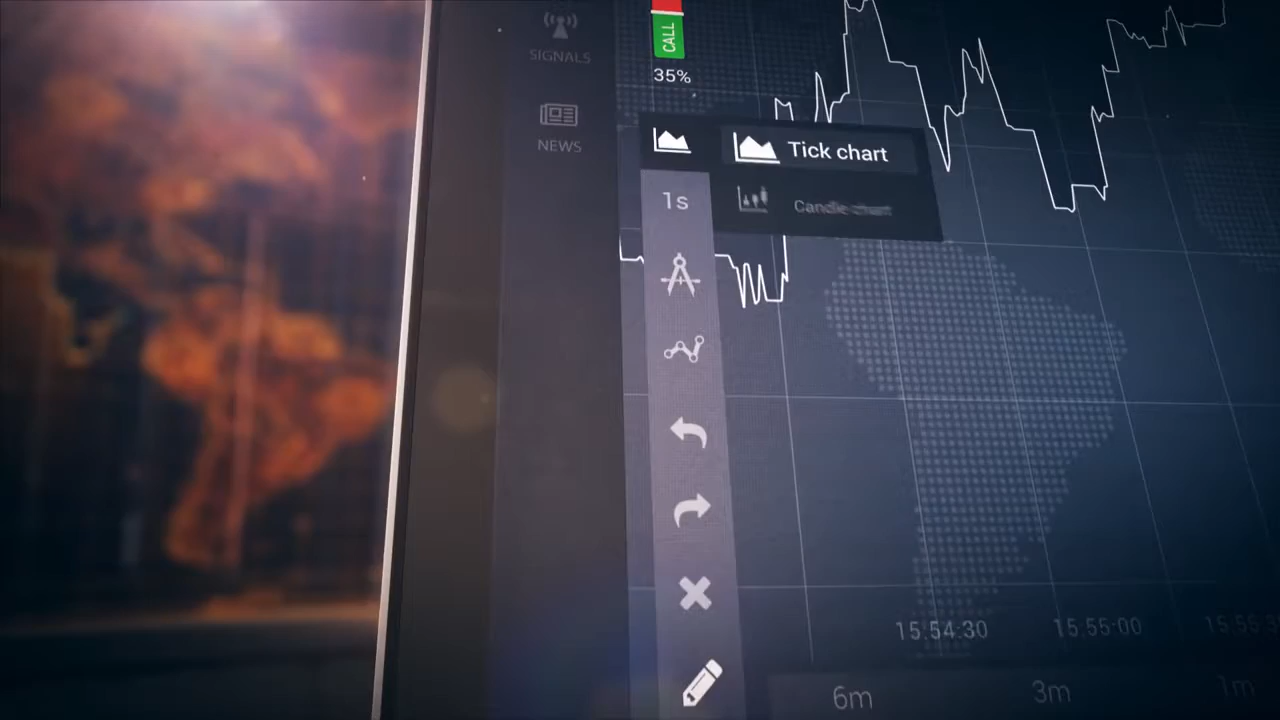 CALL
SIGNALS
35%
NEWS
Tick chart
1s
Candle chart
15:54:30
15:55:00
6m
3m
1m